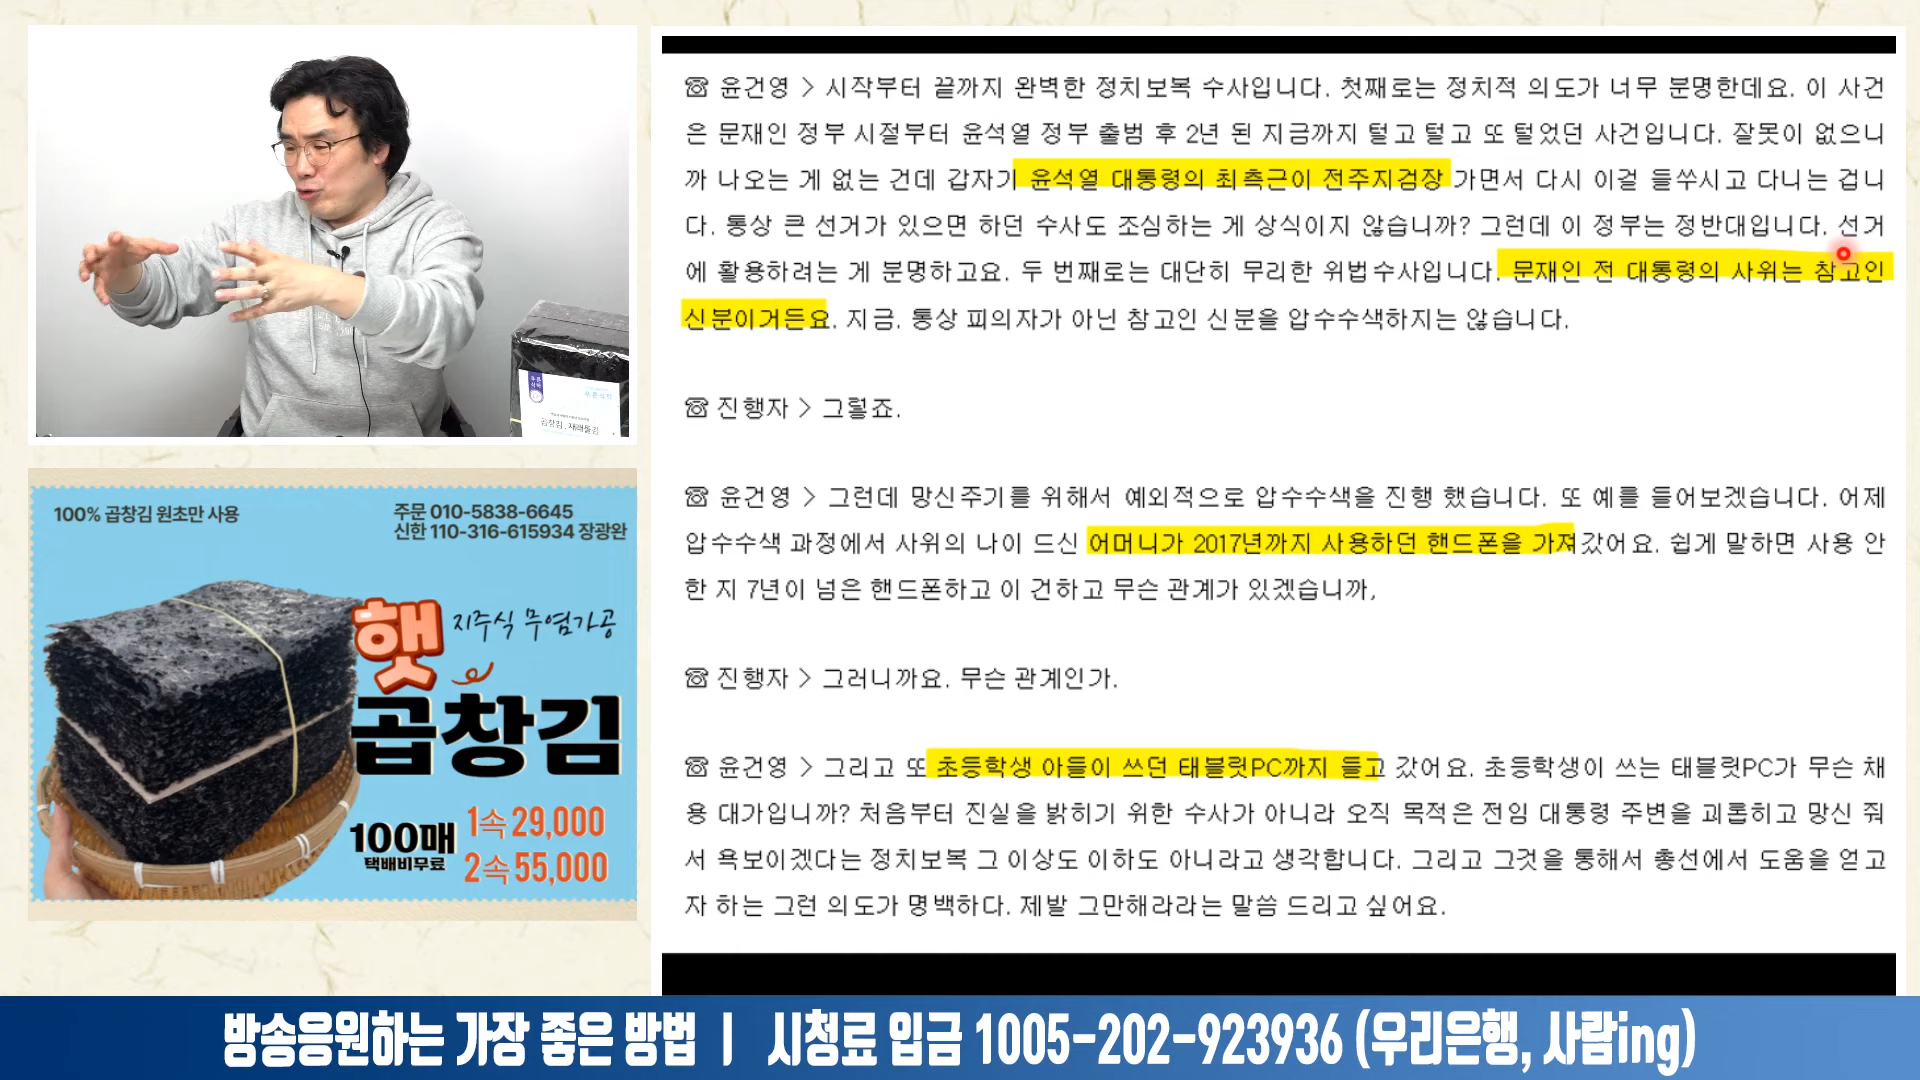 ☎ 윤건영 > 시작부터 끝까지 완벽한 정치보복 수사입니다. 첫째로는 정치적 의도가 너무 분명한데요. 이 사건
은 문재인 정부 시절부터 윤석열 정부 출범 후 2년 된 지금까지 털고 털고 또 털었던 사건입니다. 잘못이 없으니
까 나오는 게 없는 건데 갑자기 윤석열 대통령의 최측근이 전주지검장 가면서 다시 이걸 들쑤시고 다니는 겁니
다. 통상 큰 선거가 있으면 하던 수사도 조심하는 게 상식이지 않습니까? 그런데 이 정부는 정반대입니다. 선거
에 활용하려는 게 분명하고요. 두 번째로는 대단히 무리한 위법수사입니다. 문재인 전 대통령의 사위는 참고인
신분이거든요. 지금. 통상 피의자가 아닌 참고인 신분을 압수수색하지는 않습니다.
☎ 진행자 > 그렇죠.
☎ 윤건영 > 그런데 망신주기를 위해서 예외적으로 압수수색을 진행 했습니다. 또 예를 들어보겠습니다. 어제
압수수색 과정에서 사위의 나이 드신 어머니가 2017년까지 사용하던 핸드폰을 가져갔어요. 쉽게 말하면 사용 안
한 지 7년이 넘은 핸드폰하고 이 건하고 무슨 관계가 있겠습니까,
☎ 진행자 > 그러니까요. 무슨 관계인가.
☎ 윤건영 > 그리고 또 초등학생 아들이 쓰던 태블릿PC까지 들고 갔어요. 초등학생이 쓰는 태블릿PC가 무슨 채
용 대가입니까? 처음부터 진실을 밝히기 위한 수사가 아니라 오직 목적은 전임 대통령 주변을 괴롭히고 망신 줘
서 욕보이겠다는 정치보복 그 이상도 이하도 아니라고 생각합니다. 그리고 그것을 통해서 총선에서 도움을 얻고
자 하는 그런 의도가 명백하다. 제발 그만해라라는 말씀 드리고 싶어요.
곱창김, 재래돌김
100% 곱창김 원초만 사용
주문 010-5838-6645
신한 110-316-615934 장광완
햇 지주식 무염가공
곱창김
100매
택배비무료
1속 29,000
2속 55,000
방송응원하는 가장 좋은 방법 | 시청료 입금 1005-202-923936 (우리은행, 사람ing)